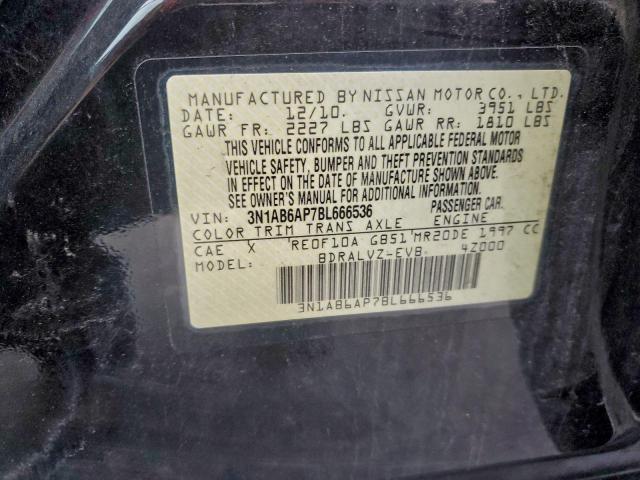 MANUFACTURED BY NISSAN MOTOR CO., LTD.
DATE: 12/10. GVWR: 3951 LBS
GAWR FR: 2227 LBS GAWR RR: 1810 LBS
THIS VEHICLE CONFORMS TO ALL APPLICABLE FEDERAL MOTOR
VEHICLE SAFETY, BUMPER AND THEFT PREVENTION STANDARDS
IN EFFECT ON THE DATE OF MANUFACTURE SHOWN ABOVE. SEE
OWNER'S MANUAL FOR ADDITIONAL INFORMATION.
VIN: 3N1AB6AP7BL666536 PASSENGER CAR.
COLOR TRIM TRANS AXLE ENGINE
CAE X RE0F10A GB51 MR20DE 1997 CC
MODEL: BDRALVZ-EVB- 4Z000
3N1AB6AP7BL666536